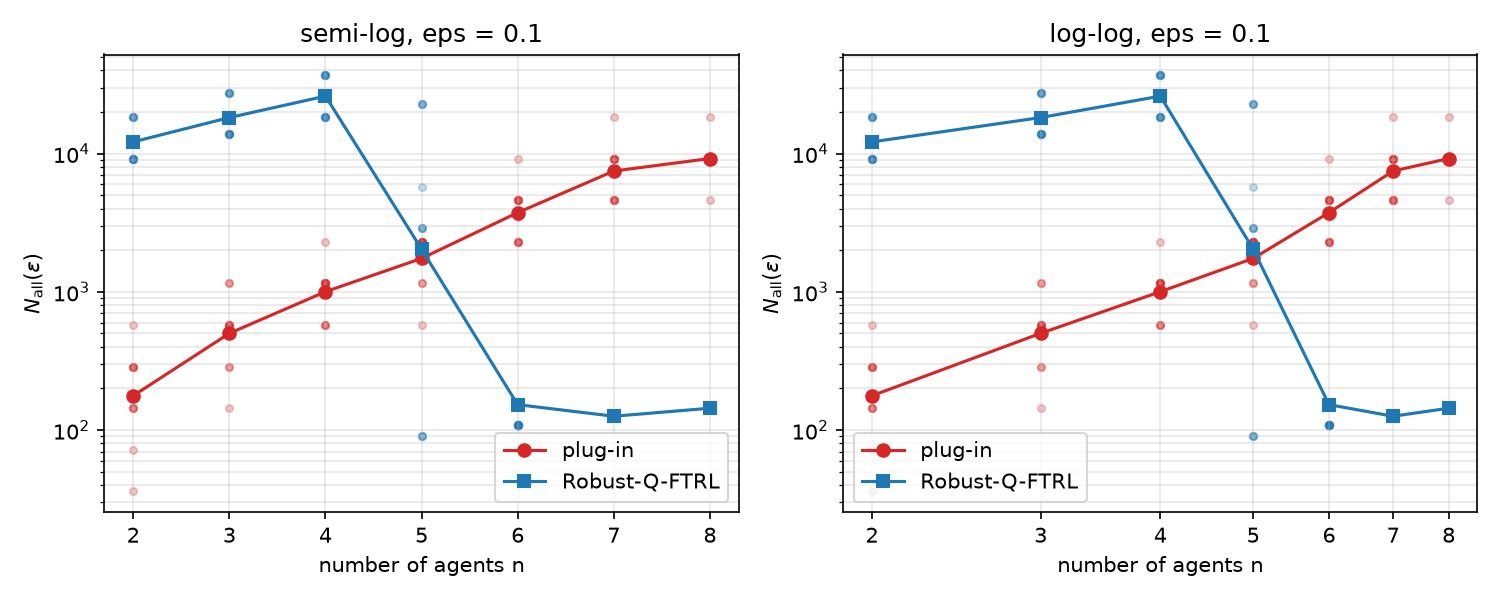 semi-log, eps = 0.1
N_all(ε)
10^4
10^3
10^2
2 3 4 5 6 7 8
number of agents n
plug-in
Robust-Q-FTRL
log-log, eps = 0.1
N_all(ε)
10^4
10^3
10^2
2 3 4 5 6 7 8
number of agents n
plug-in
Robust-Q-FTRL